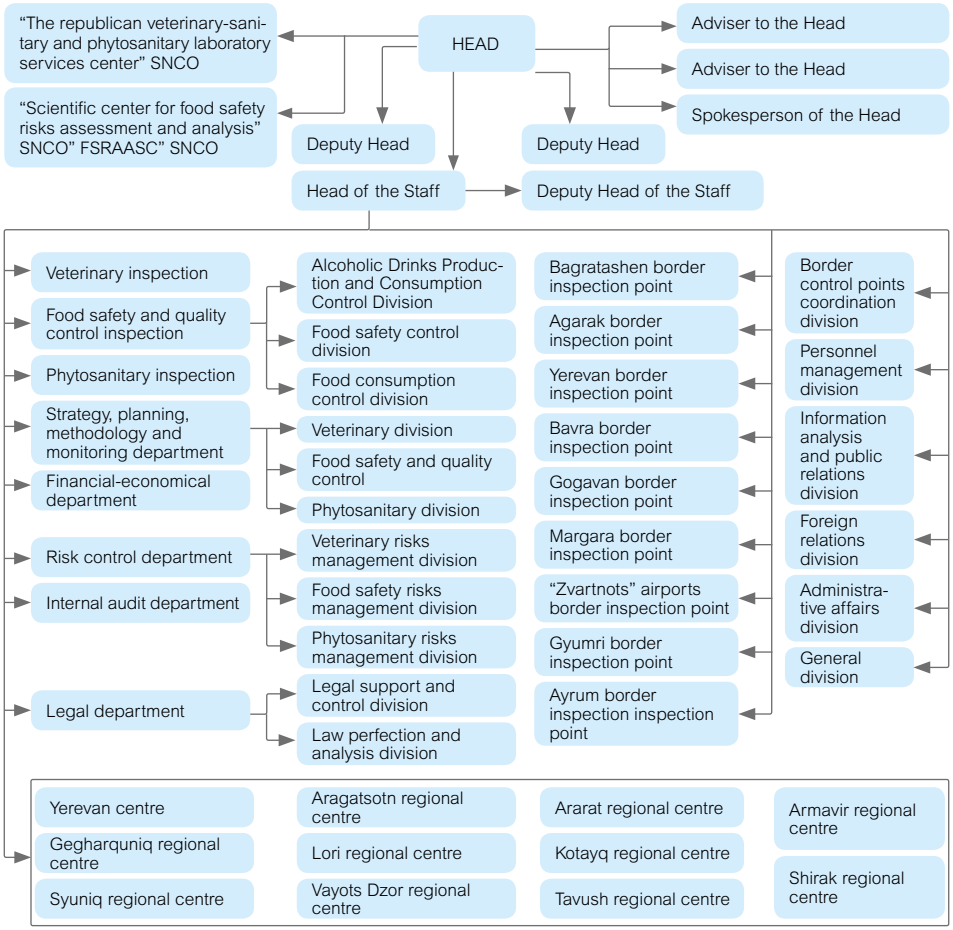 “The republican veterinary-sani-
tary and phytosanitary laboratory
services center” SNCO
HEAD
Adviser to the Head
Adviser to the Head
“Scientific center for food safety
risks assessment and analysis”
SNCO” FSRAASC” SNCO
Spokesperson of the Head
Deputy Head
Deputy Head
Head of the Staff
Deputy Head of the Staff
Veterinary inspection
Food safety and quality
control inspection
Phytosanitary inspection
Strategy, planning,
methodology and
monitoring department
Financial-economical
department
Risk control department
Internal audit department
Legal department
Alcoholic Drinks Produc-
tion and Consumption
Control Division
Food safety control
division
Food consumption
control division
Veterinary division
Food safety and quality
control
Phytosanitary division
Veterinary risks
management division
Food safety risks
management division
Phytosanitary risks
management division
Legal support and
control division
Law perfection and
analysis division
Bagratashen border
inspection point
Agarak border
inspection point
Yerevan border
inspection point
Bavra border
inspection point
Gogavan border
inspection point
Margara border
inspection point
“Zvartnots” airports
border inspection point
Gyumri border
inspection point
Ayrum border
inspection inspection
point
Border
control points
coordination
division
Personnel
management
division
Information
analysis
and public
relations
division
Foreign
relations
division
Administra-
tive affairs
division
General
division
Yerevan centre
Gegharquniq regional
centre
Syuniq regional centre
Aragatsotn regional
centre
Lori regional centre
Vayots Dzor regional
centre
Ararat regional centre
Kotayq regional centre
Tavush regional centre
Armavir regional
centre
Shirak regional
centre